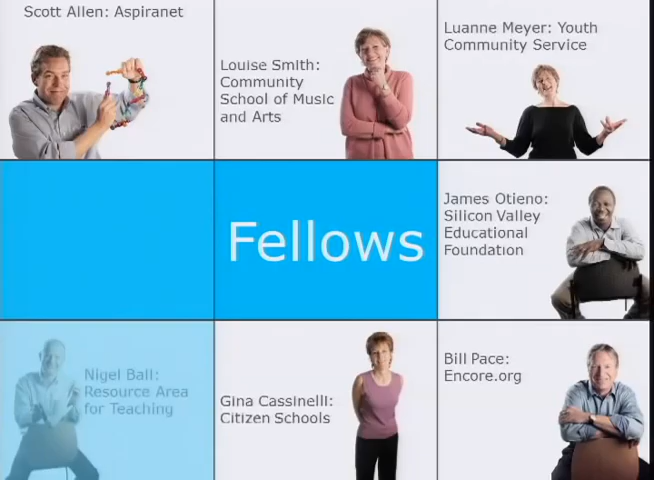 Scott Allen: Aspiranet
Louise Smith:
Community
School of Music
and Arts
Luanne Meyer: Youth
Community Service
Fellows
James Otieno:
Silicon Valley
Educational
Foundation
Nigel Ball:
Resource Area
for Teaching
Gina Cassinelli:
Citizen Schools
Bill Pace:
Encore.org